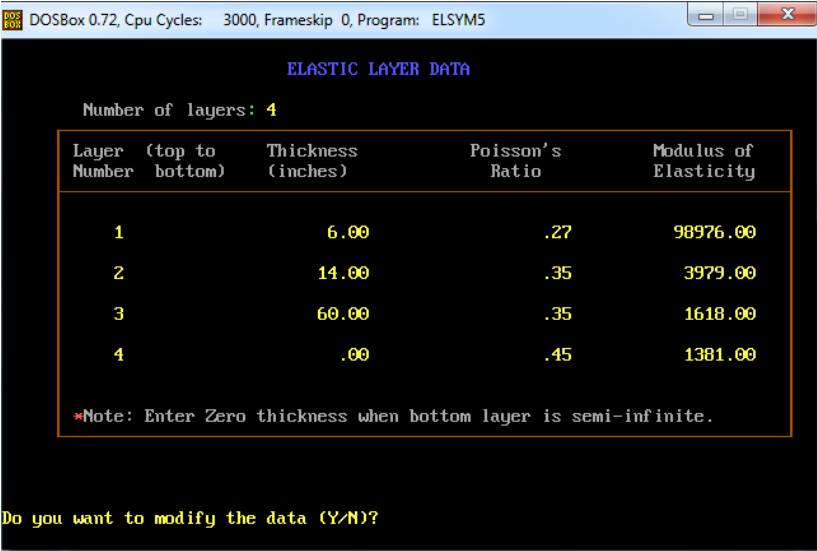 DOSBox 0.72, Cpu Cycles: 3000, Frameskip 0, Program: ELSYM5
ELASTIC LAYER DATA
Number of layers: 4
Layer (top to Thickness Poisson's Modulus of
Number bottom) (inches) Ratio Elasticity
1 6.00 .27 98976.00
2 14.00 .35 3979.00
3 60.00 .35 1618.00
4 .00 .45 1381.00
*Note: Enter Zero thickness when bottom layer is semi-infinite.
Do you want to modify the data (Y/N)?